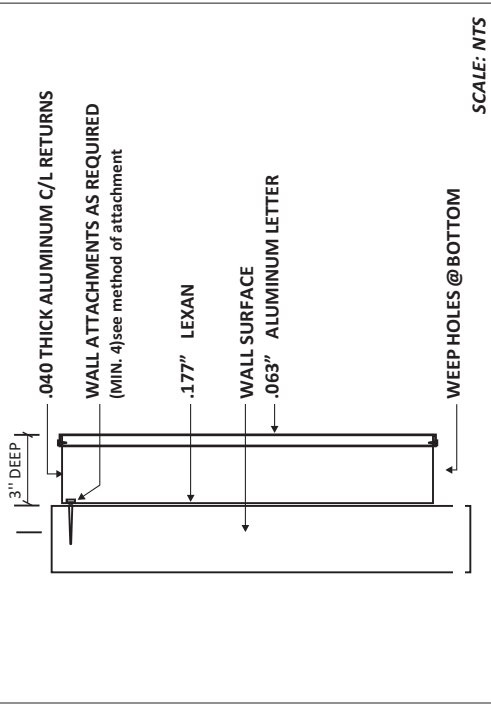 3" DEEP
.040 THICK ALUMINUM C/L RETURNS
WALL ATTACHMENTS AS REQUIRED
(MIN. 4)see method of attachment
.177" LEXAN
WALL SURFACE
.063" ALUMINUM LETTER
WEEP HOLES @ BOTTOM
SCALE: NTS